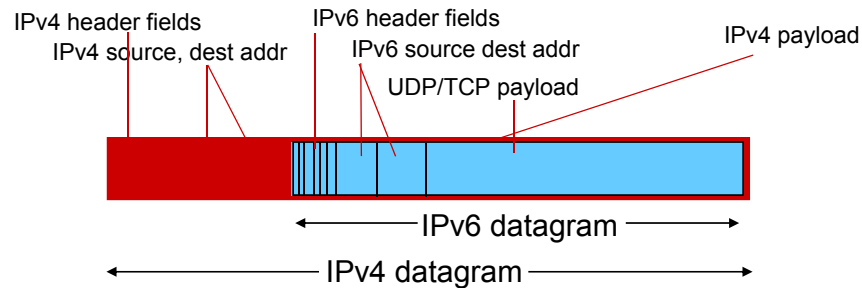 IPv4 header fields
IPv6 header fields
IPv4 payload
IPv4 source, dest addr
IPv6 source dest addr
UDP/TCP payload
IPv6 datagram
IPv4 datagram